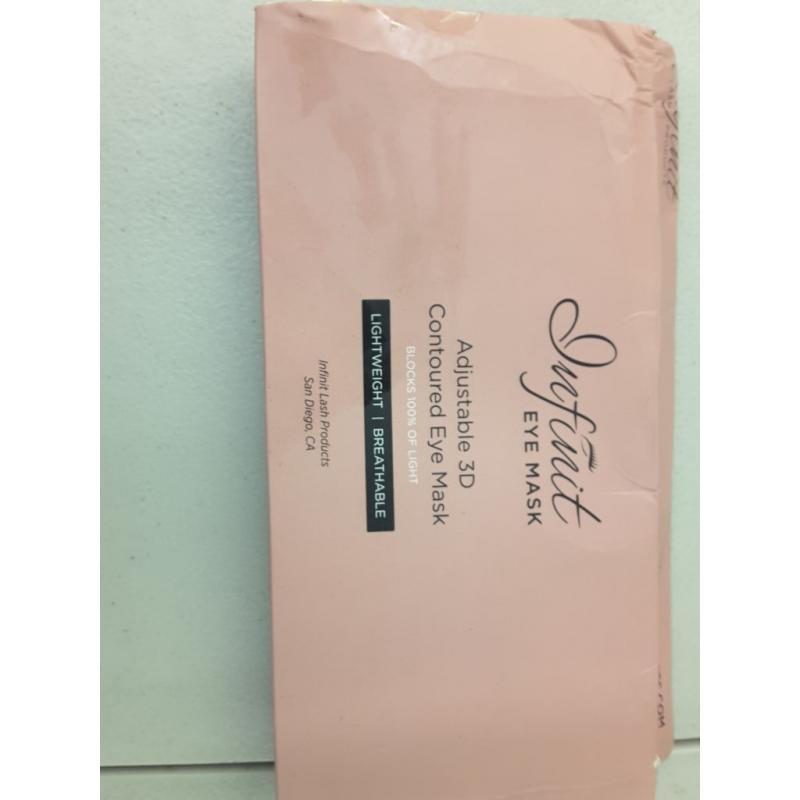 Infinit
EYE MASK
Adjustable 3D
Contoured Eye Mask
BLOCKS 100% OF LIGHT
LIGHTWEIGHT | BREATHABLE
Infinit Lash Products
San Diego, CA